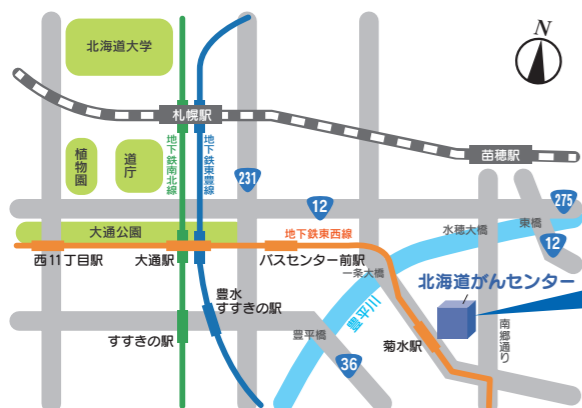 北海道大学
N
札幌駅
苗穂駅
植物園
道庁
地下鉄南北線
地下鉄東豊線
231
12
275
大通公園
地下鉄東西線
水穂大橋
東橋
12
西11丁目駅
大通駅
バスセンター前駅
一条大橋
北海道がんセンター
豊水
すすきの駅
豊平川
豊平橋
すすきの駅
菊水駅
南郷通り
36